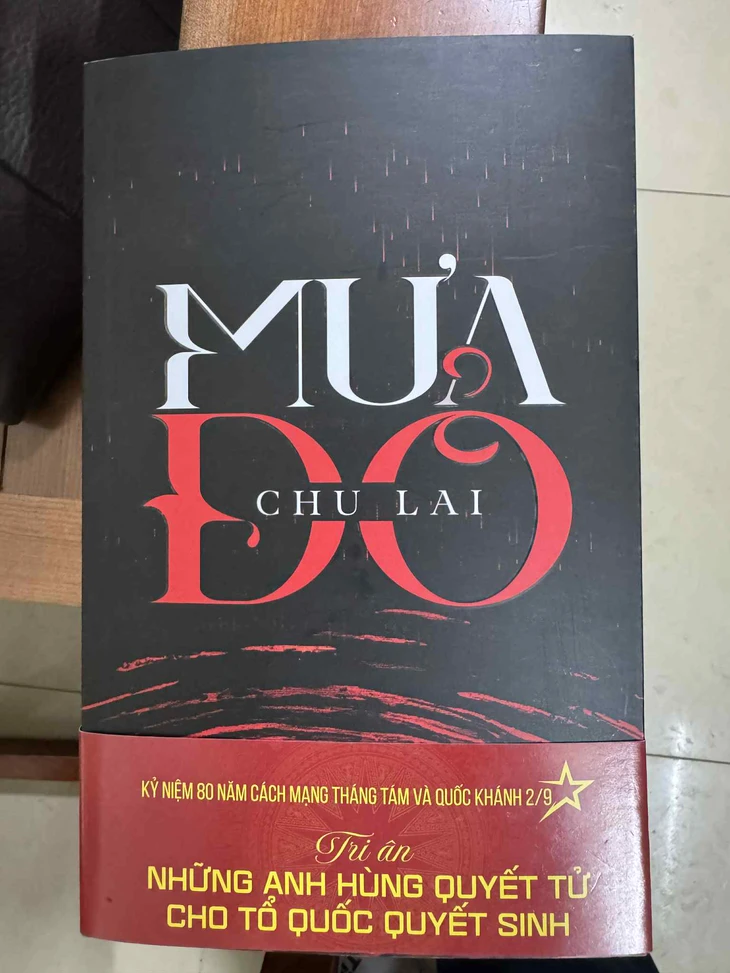 MƯA
ĐỎ
CHU LAI
KỶ NIỆM 80 NĂM CÁCH MẠNG THÁNG TÁM VÀ QUỐC KHÁNH 2/9
Tri ân
NHỮNG ANH HÙNG QUYẾT TỬ
CHO TỔ QUỐC QUYẾT SINH